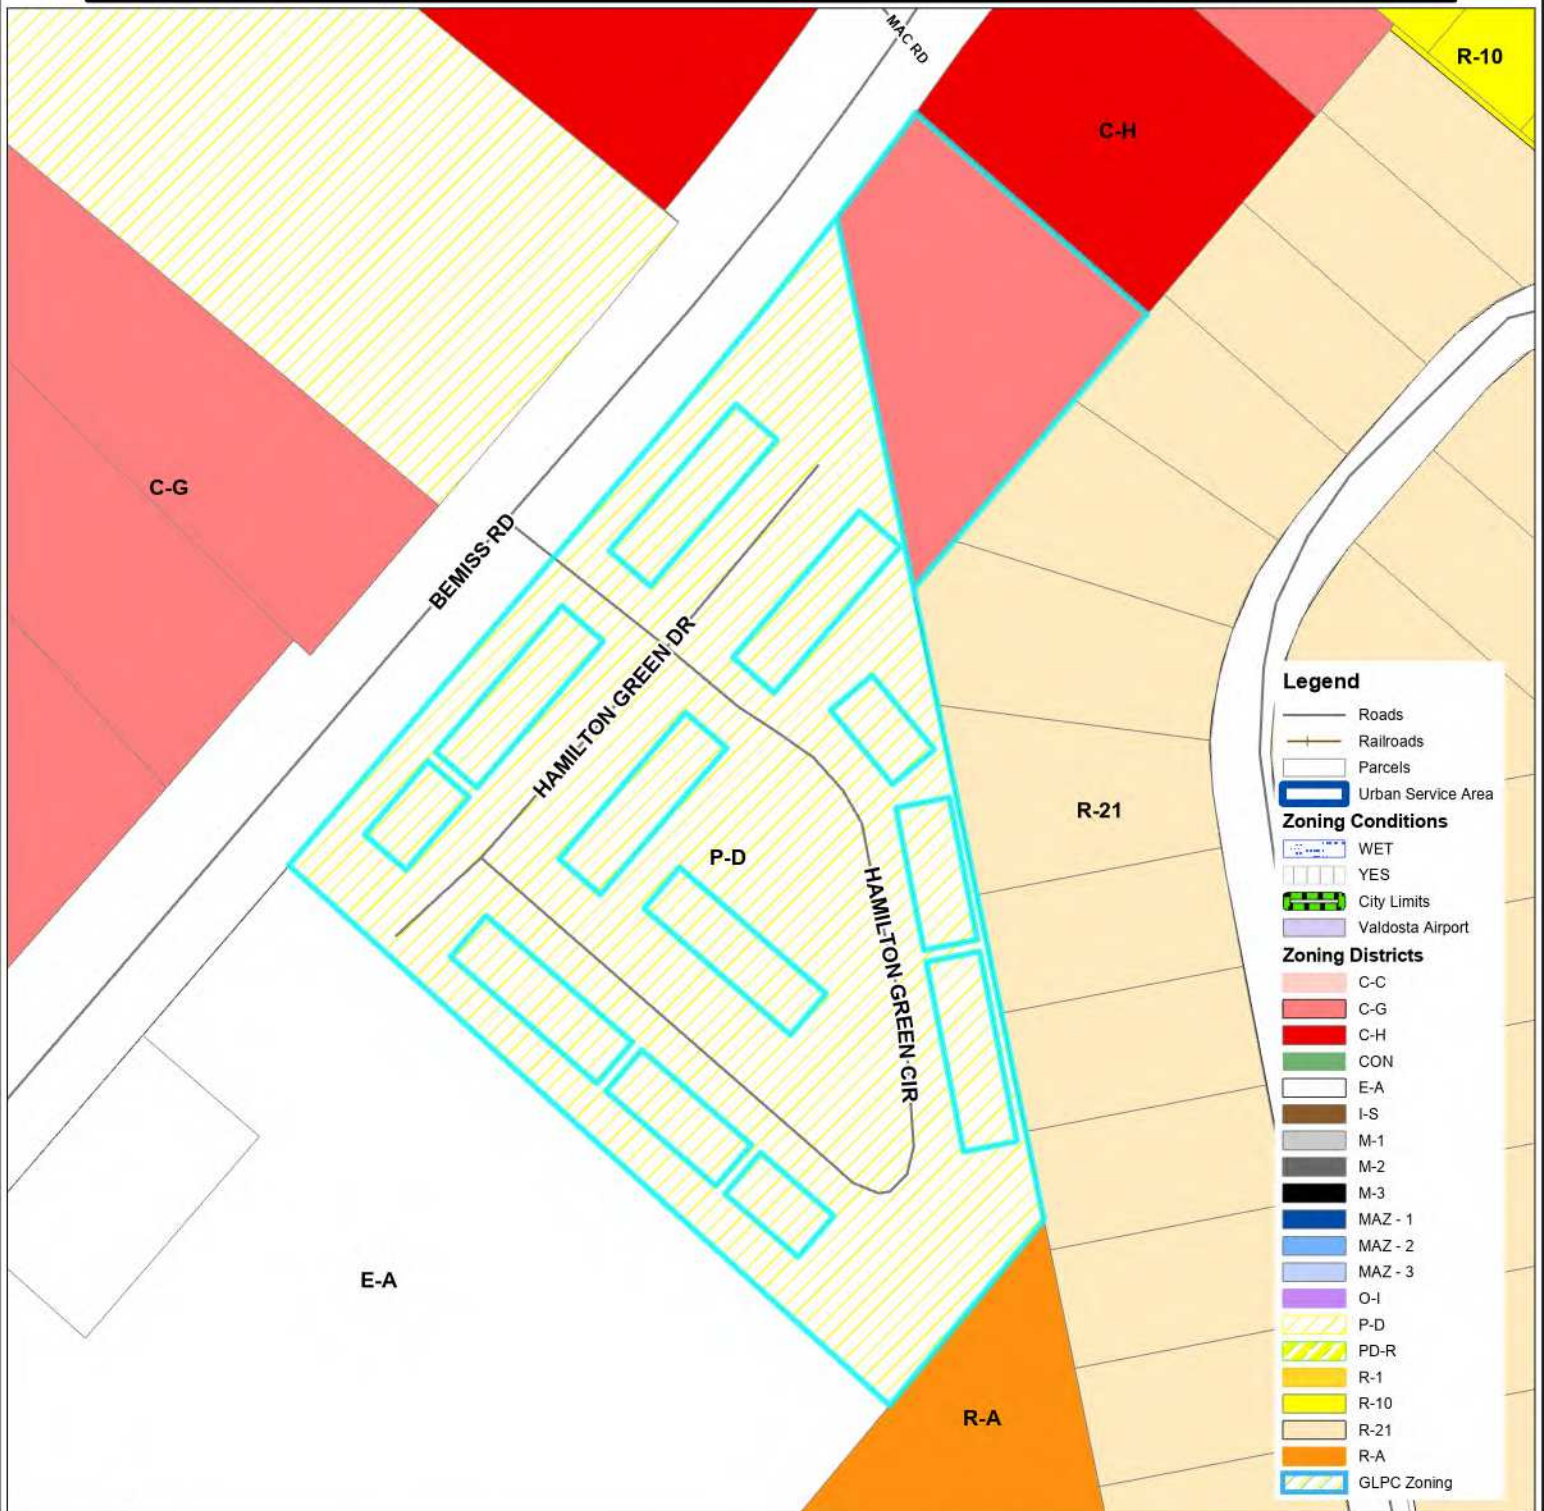 MAC RD
R-10
C-H
C-G
BEMISS RD
HAMILTON GREEN DR
R-21
P-D
HAMILTON GREEN CIR
E-A
R-A
Legend
Roads
Railroads
Parcels
Urban Service Area
Zoning Conditions
WET
YES
City Limits
Valdosta Airport
Zoning Districts
C-C
C-G
C-H
CON
E-A
I-S
M-1
M-2
M-3
MAZ - 1
MAZ - 2
MAZ - 3
O-I
P-D
PD-R
R-1
R-10
R-21
R-A
GLPC Zoning